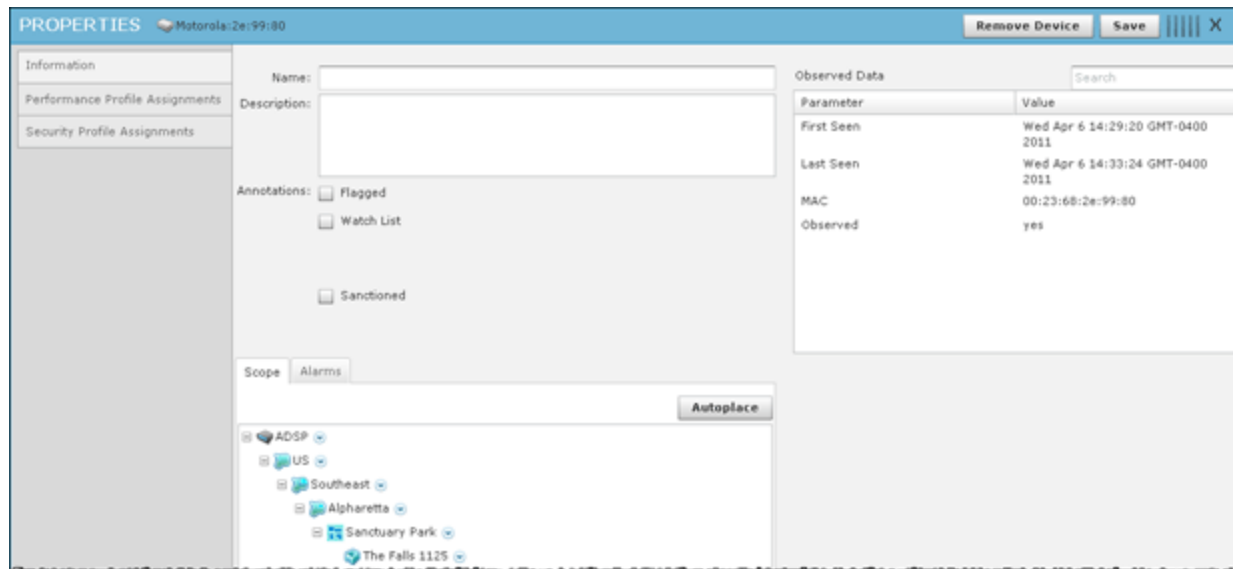 PROPERTIES Motorola:2e:99:80 Remove Device Save X
Information
Performance Profile Assignments
Security Profile Assignments
Name:
Description:
Annotations: Flagged
Watch List
Sanctioned
Observed Data Search
Parameter Value
First Seen Wed Apr 6 14:29:20 GMT-0400
2011
Last Seen Wed Apr 6 14:33:24 GMT-0400
2011
MAC 00:23:68:2e:99:80
Observed yes
Scope Alarms
Autoplace
ADSP
US
Southeast
Alpharetta
Sanctuary Park
The Falls 1125